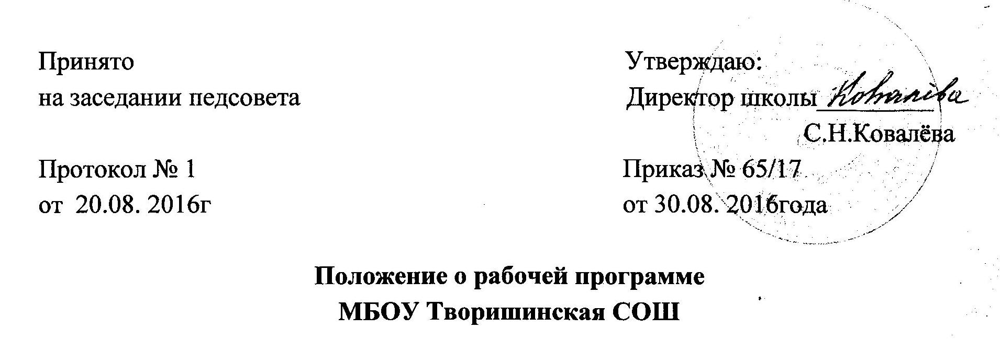 Принято
на заседании педсовета
Протокол № 1
от 20.08. 2016г
Утверждаю:
Директор школы Ковалёва
С.Н.Ковалёва
Приказ № 65/17
от 30.08. 2016года
Положение о рабочей программе
МБОУ Творишинская СОШ